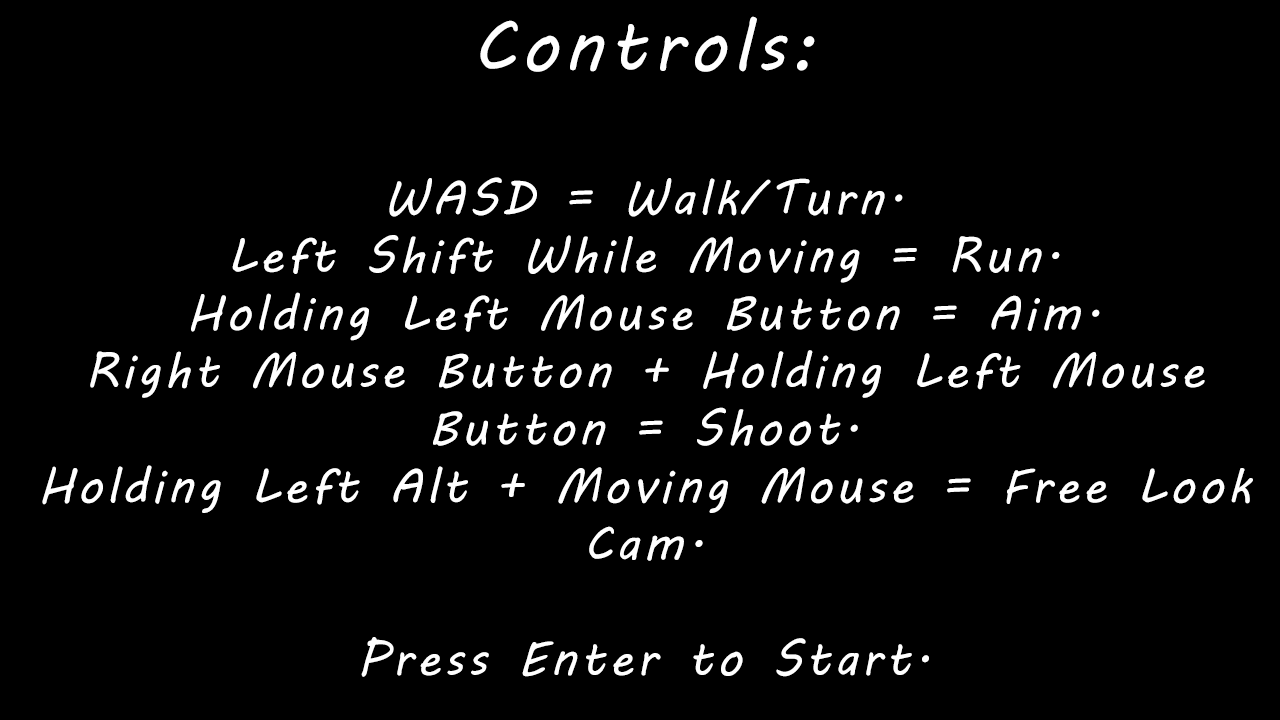 Controls:
WASD = Walk/Turn.
Left Shift While Moving = Run.
Holding Left Mouse Button = Aim.
Right Mouse Button + Holding Left Mouse
Button = Shoot.
Holding Left Alt + Moving Mouse = Free Look
Cam.
Press Enter to Start.